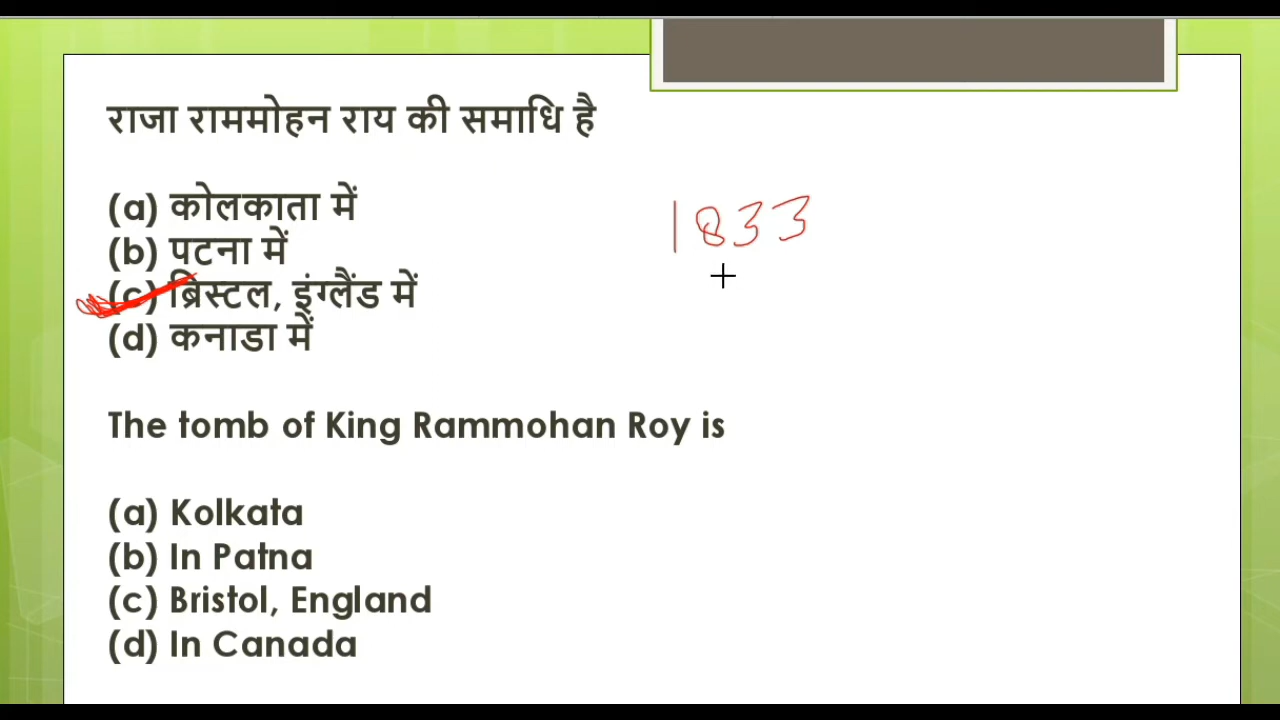 राजा राममोहन राय की समाधि है
(a) कोलकाता में
1833
(b) पटना में
(c) ब्रिस्टल, इंग्लैंड में
(d) कनाडा में
The tomb of King Rammohan Roy is
(a) Kolkata
(b) In Patna
(c) Bristol, England
(d) In Canada